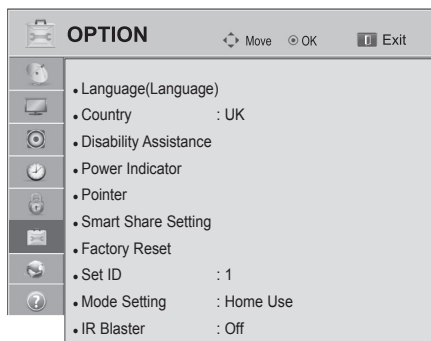 OPTION Move OK Exit
• Language(Language)
• Country : UK
• Disability Assistance
• Power Indicator
• Pointer
• Smart Share Setting
• Factory Reset
• Set ID : 1
• Mode Setting : Home Use
• IR Blaster : Off